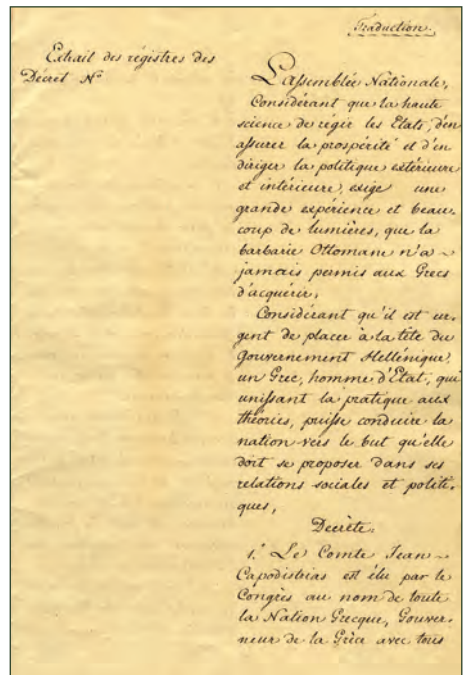 Traduction.
Extrait des régistres des
Décret Nº
L'Assemblée Nationale,
Considérant que la haute
science de régir les Etats, d'en
assurer la prospérité et d'en
diriger la politique extérieure
et intérieure, exige une
grande expérience et beau-
coup de lumières, que la
barbarie Ottomane n'a
jamais permis aux Grecs
d'acquérir,
Considérant qu'il est ur-
gent de placer à la tête du
Gouvernement Hellénique,
un Grec, homme d'Etat, qui
unissant la pratique aux
théories, puisse conduire la
nation vers le but qu'elle
doit se proposer dans ses
relations sociales et politi-
ques,
Decrète:
1.º Le Comte Jean
Capodistrias est élu par le
Congrès au nom de toute
la Nation Grecque, Gouver-
neur de la Grèce avec tous